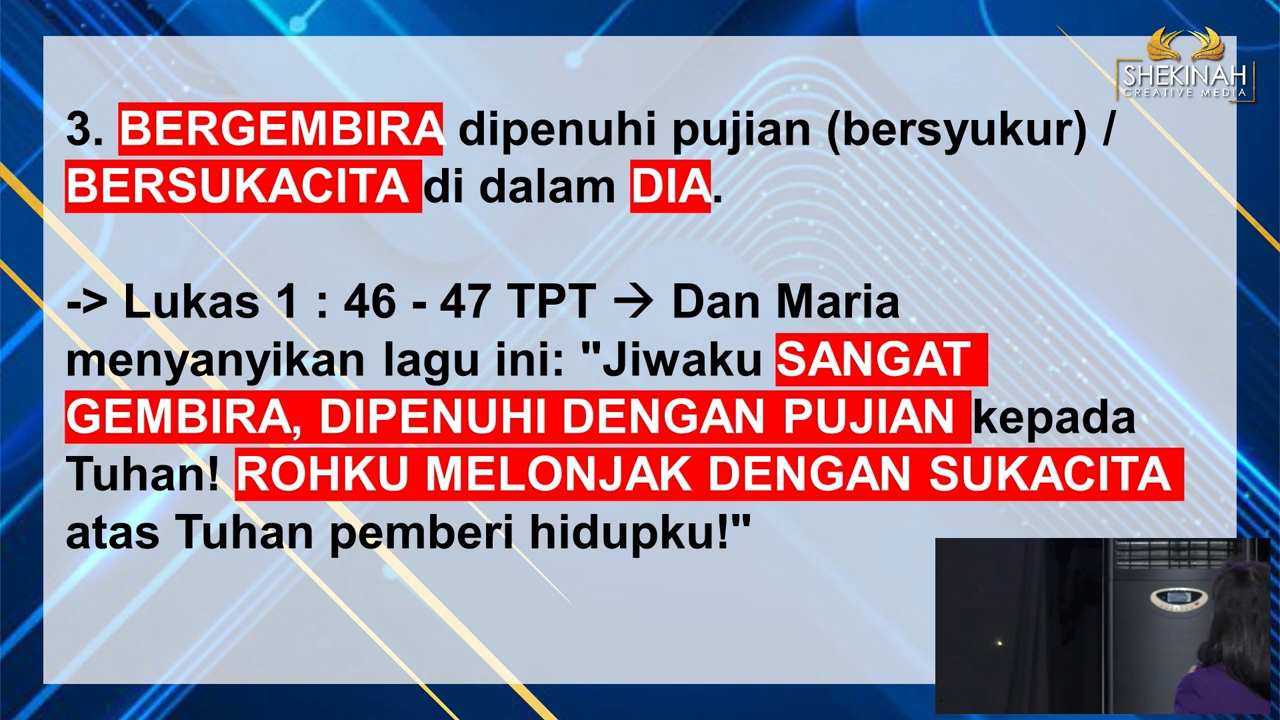 SHEKINAH
CREATIVE MEDIA
3. BERGEMBIRA dipenuhi pujian (bersyukur) /
BERSUKACITA di dalam DIA.
-> Lukas 1 : 46 - 47 TPT → Dan Maria
menyanyikan lagu ini: "Jiwaku SANGAT
GEMBIRA, DIPENUHI DENGAN PUJIAN kepada
Tuhan! ROHKU MELONJAK DENGAN SUKACITA
atas Tuhan pemberi hidupku!"